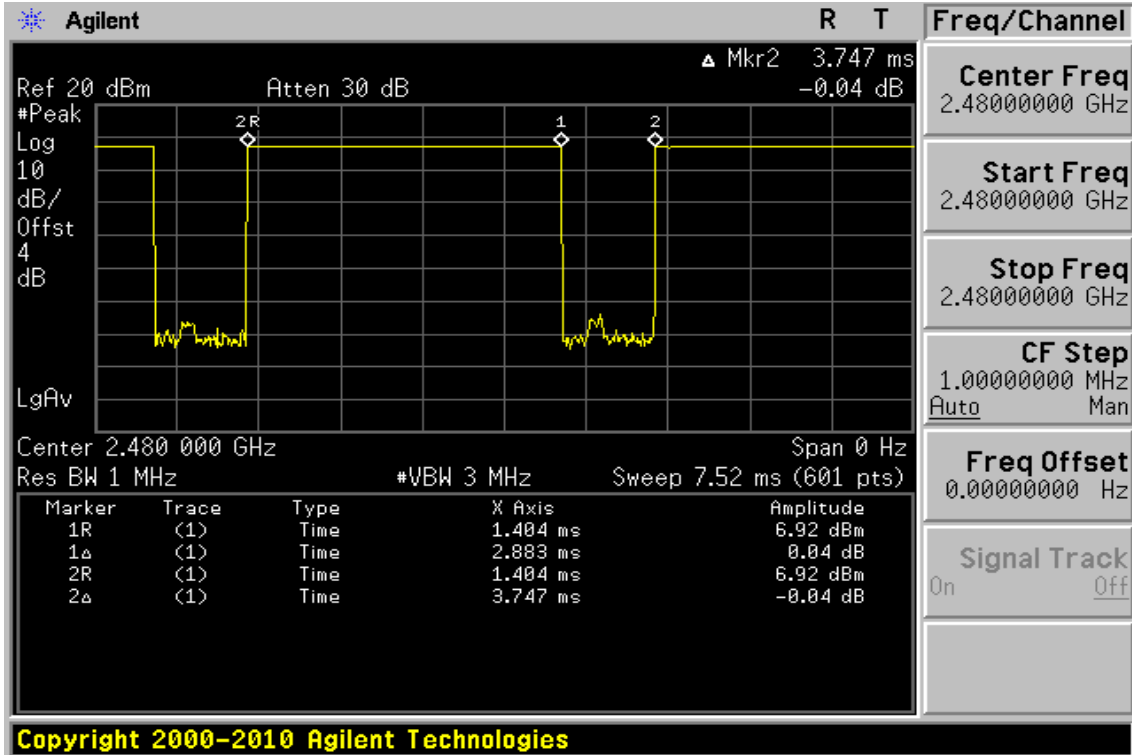 Agilent R T
Δ Mkr2 3.747 ms
Ref 20 dBm Atten 30 dB -0.04 dB
#Peak
Log
10
dB/
Offst
4
dB
LgAv
2R 1 2
Center 2.480 000 GHz Span 0 Hz
Res BW 1 MHz #VBW 3 MHz Sweep 7.52 ms (601 pts)
Marker Trace Type X Axis Amplitude
1R (1) Time 1.404 ms 6.92 dBm
1Δ (1) Time 2.883 ms 0.04 dB
2R (1) Time 1.404 ms 6.92 dBm
2Δ (1) Time 3.747 ms -0.04 dB
Freq/Channel
Center Freq
2.48000000 GHz
Start Freq
2.48000000 GHz
Stop Freq
2.48000000 GHz
CF Step
1.00000000 MHz
Auto Man
Freq Offset
0.00000000 Hz
Signal Track
On Off
Copyright 2000-2010 Agilent Technologies